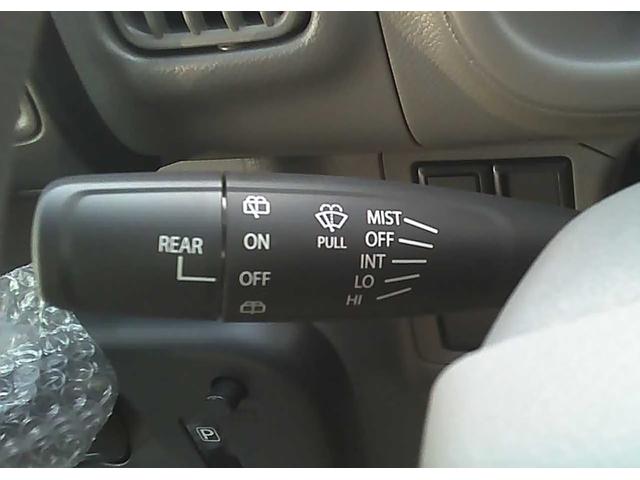 REAR
ON
OFF
PULL
MIST
OFF
INT
LO
HI
P